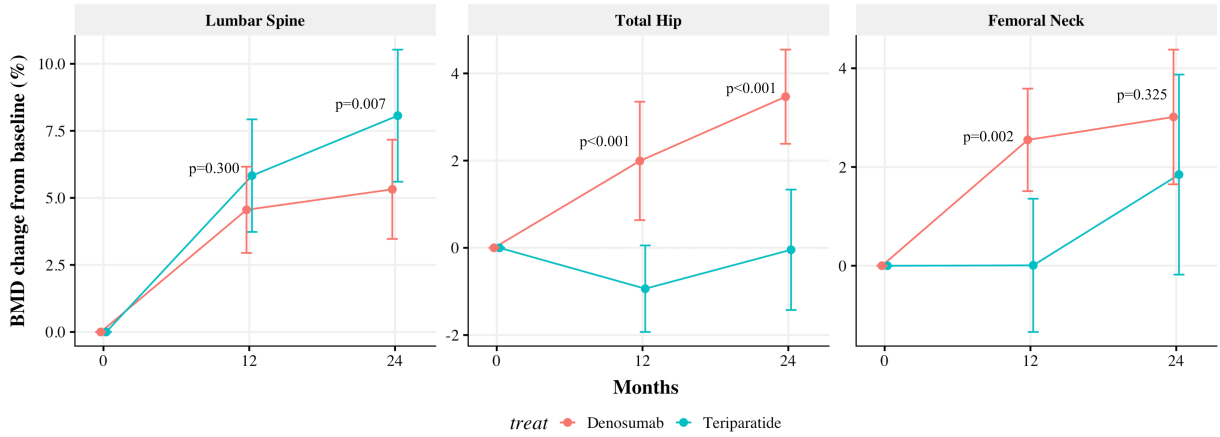 Lumbar Spine
Total Hip
Femoral Neck
BMD change from baseline (%)
10.0
7.5
5.0
2.5
0.0
p=0.300
p=0.007
0
12
24
4
2
0
-2
p<0.001
p<0.001
0
12
24
4
2
0
p=0.002
p=0.325
0
12
24
Months
treat Denosumab Teriparatide